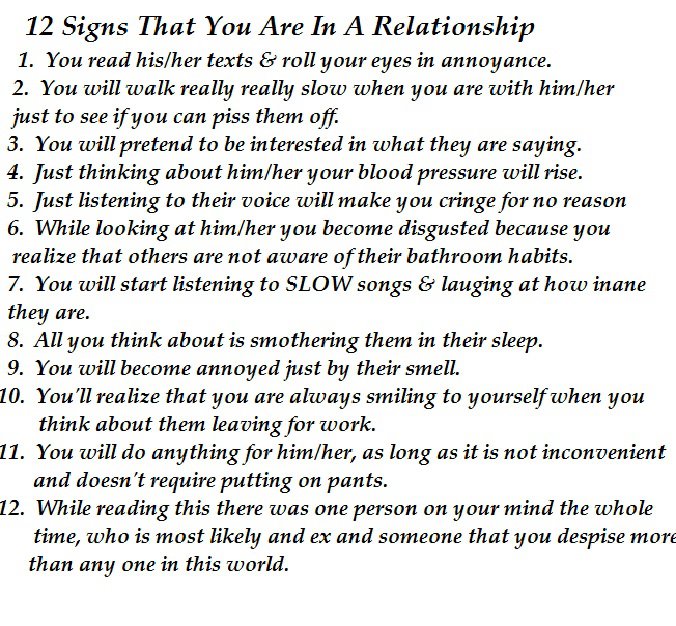 12 Signs That You Are In A Relationship
1. You read his/her texts & roll your eyes in annoyance.
2. You will walk really really slow when you are with him/her
just to see if you can piss them off.
3. You will pretend to be interested in what they are saying.
4. Just thinking about him/her your blood pressure will rise.
5. Just listening to their voice will make you cringe for no reason
6. While looking at him/her you become disgusted because you
realize that others are not aware of their bathroom habits.
7. You will start listening to SLOW songs & lauging at how inane
they are.
8. All you think about is smothering them in their sleep.
9. You will become annoyed just by their smell.
10. You'll realize that you are always smiling to yourself when you
think about them leaving for work.
11. You will do anything for him/her, as long as it is not inconvenient
and doesn't require putting on pants.
12. While reading this there was one person on your mind the whole
time, who is most likely and ex and someone that you despise more
than any one in this world.